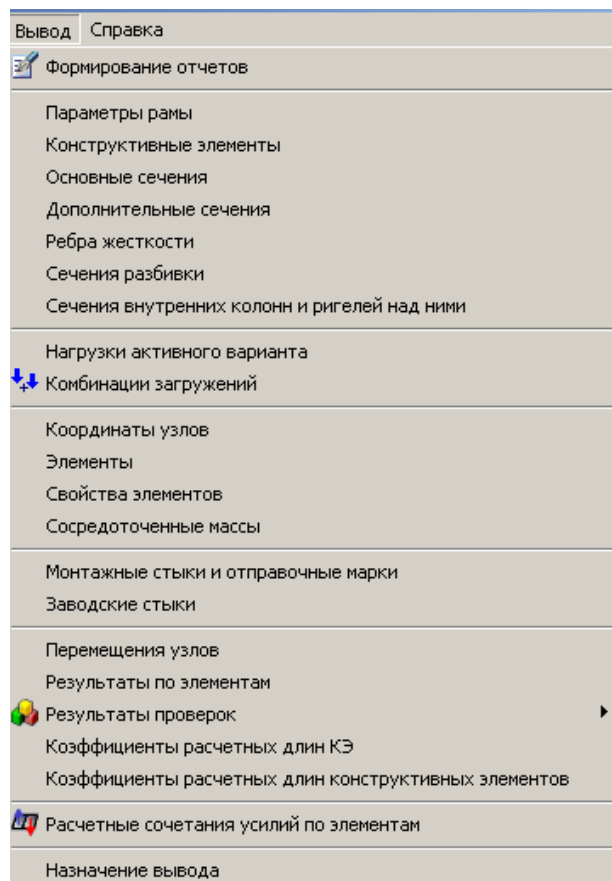 Вывод Справка
Формирование отчетов
Параметры рамы
Конструктивные элементы
Основные сечения
Дополнительные сечения
Ребра жесткости
Сечения разбивки
Сечения внутренних колонн и ригелей над ними
Нагрузки активного варианта
Комбинации загружений
Координаты узлов
Элементы
Свойства элементов
Сосредоточенные массы
Монтажные стыки и отправочные марки
Заводские стыки
Перемещения узлов
Результаты по элементам
Результаты проверок
Коэффициенты расчетных длин КЭ
Коэффициенты расчетных длин конструктивных элементов
Расчетные сочетания усилий по элементам
Назначение вывода